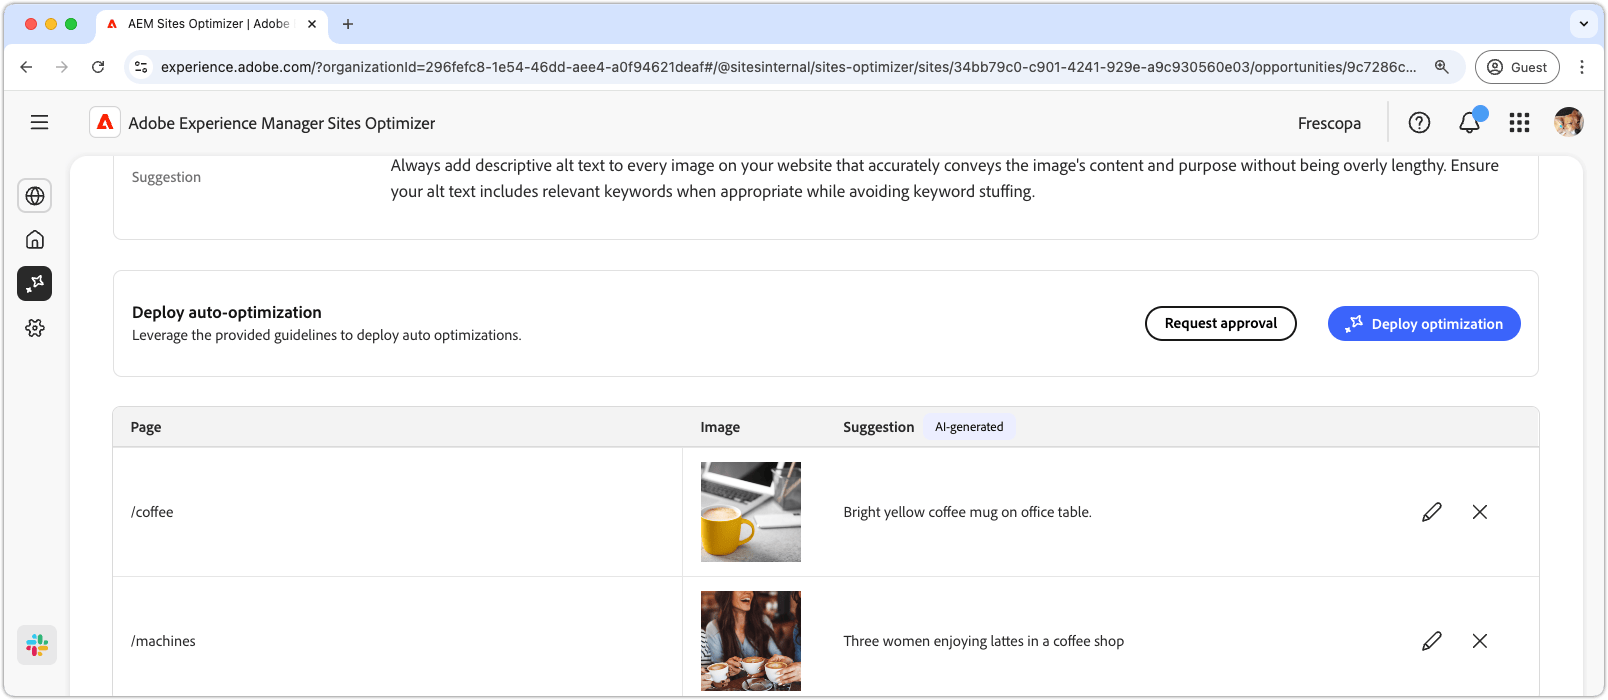 AEM Sites Optimizer | Adobe
experience.adobe.com/?organizationId=296fefc8-1e54-46dd-aee4-a0f94621deaf#/@sitesinternal/sites-optimizer/sites/34bb79c0-c901-4241-929e-a9c930560e03/opportunities/9c7286c...
Guest
Adobe Experience Manager Sites Optimizer
Frescopa
Suggestion
Always add descriptive alt text to every image on your website that accurately conveys the image's content and purpose without being overly lengthy. Ensure
your alt text includes relevant keywords when appropriate while avoiding keyword stuffing.
Deploy auto-optimization
Leverage the provided guidelines to deploy auto optimizations.
Request approval
Deploy optimization
Page
Image
Suggestion
AI-generated
/coffee
Bright yellow coffee mug on office table.
/machines
Three women enjoying lattes in a coffee shop